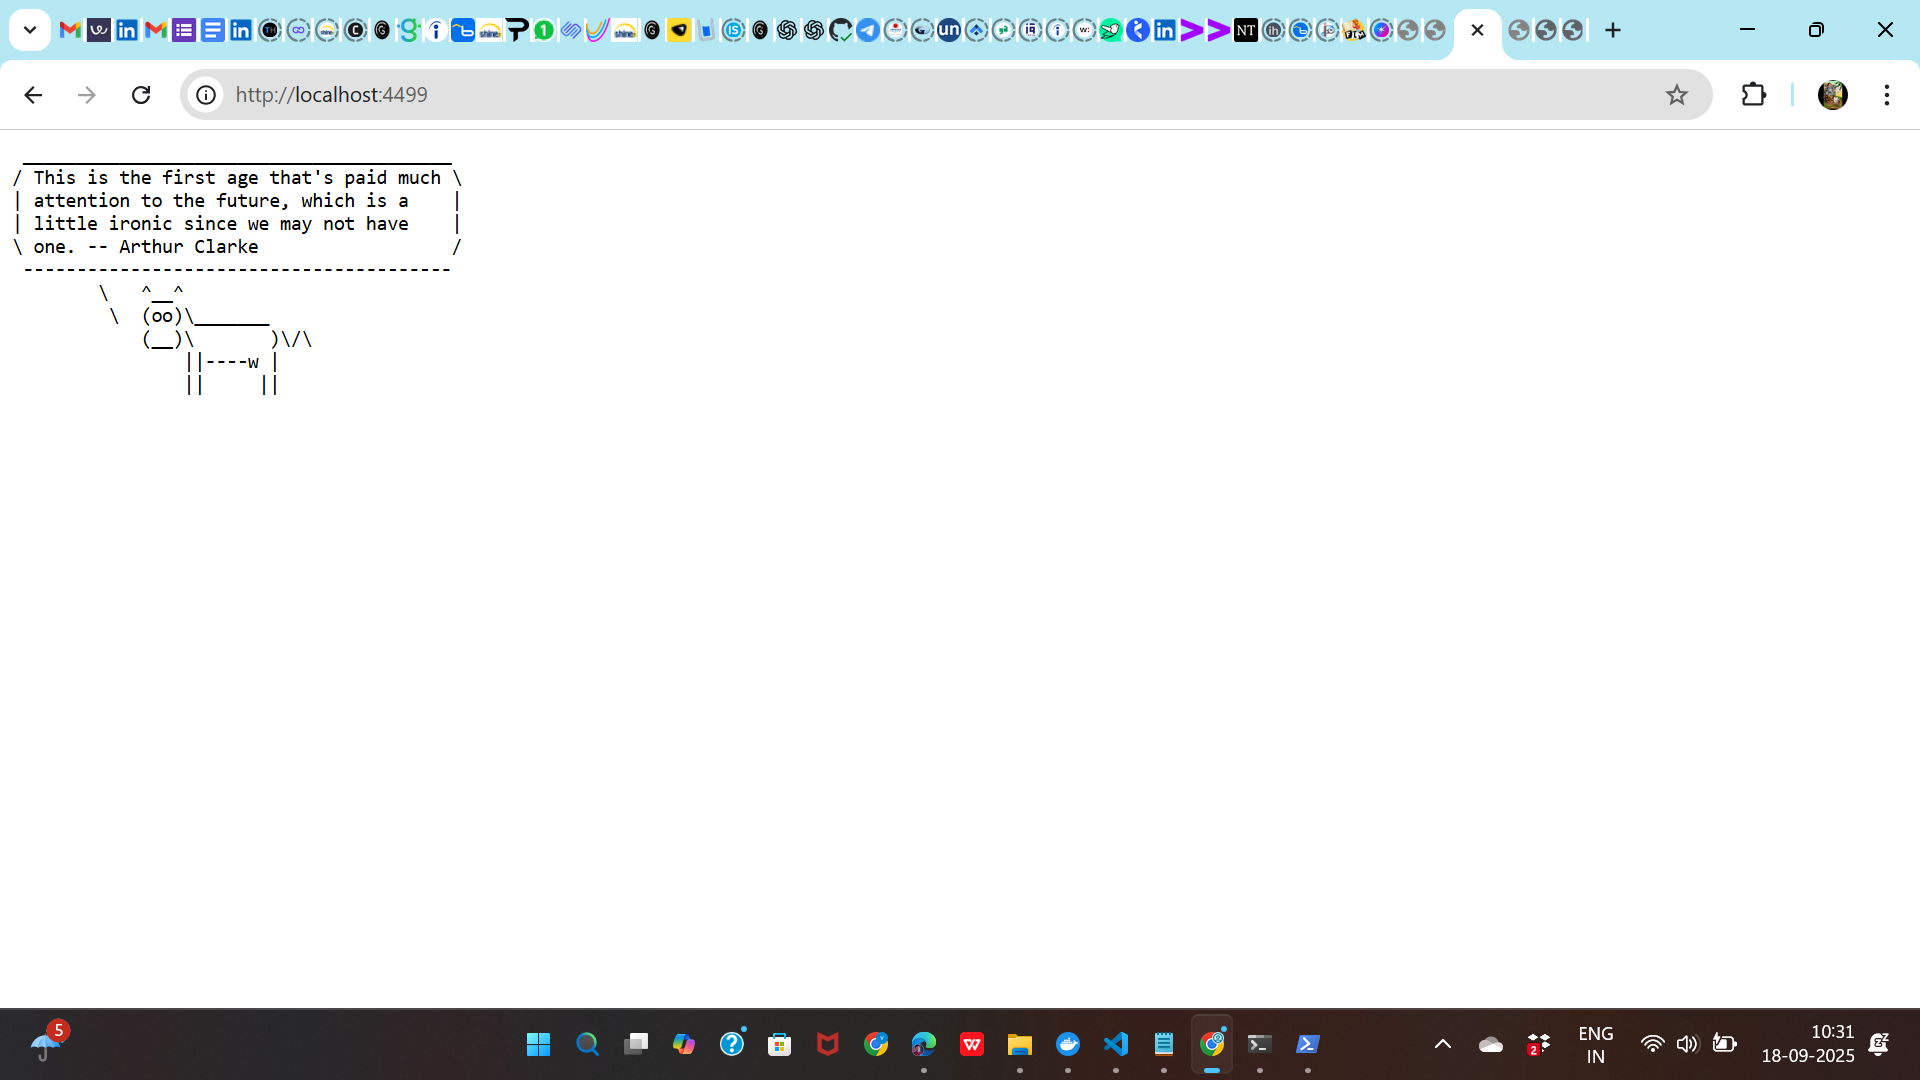 http://localhost:4499
 ________________________________________
/ This is the first age that's paid much \
| attention to the future, which is a    |
| little ironic since we may not have    |
\ one. -- Arthur Clarke                  /
 ----------------------------------------
        \   ^__^
         \  (oo)\_______
            (__)\       )\/\
                ||----w |
                ||     ||
5
2
ENG
IN
10:31
18-09-2025